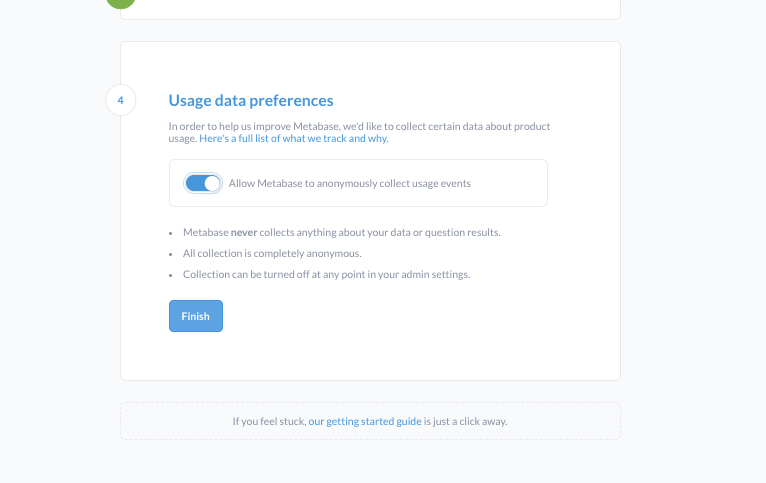 4
Usage data preferences
In order to help us improve Metabase, we'd like to collect certain data about product
usage. Here's a full list of what we track and why.
Allow Metabase to anonymously collect usage events
• Metabase never collects anything about your data or question results.
• All collection is completely anonymous.
• Collection can be turned off at any point in your admin settings.
Finish
If you feel stuck, our getting started guide is just a click away.